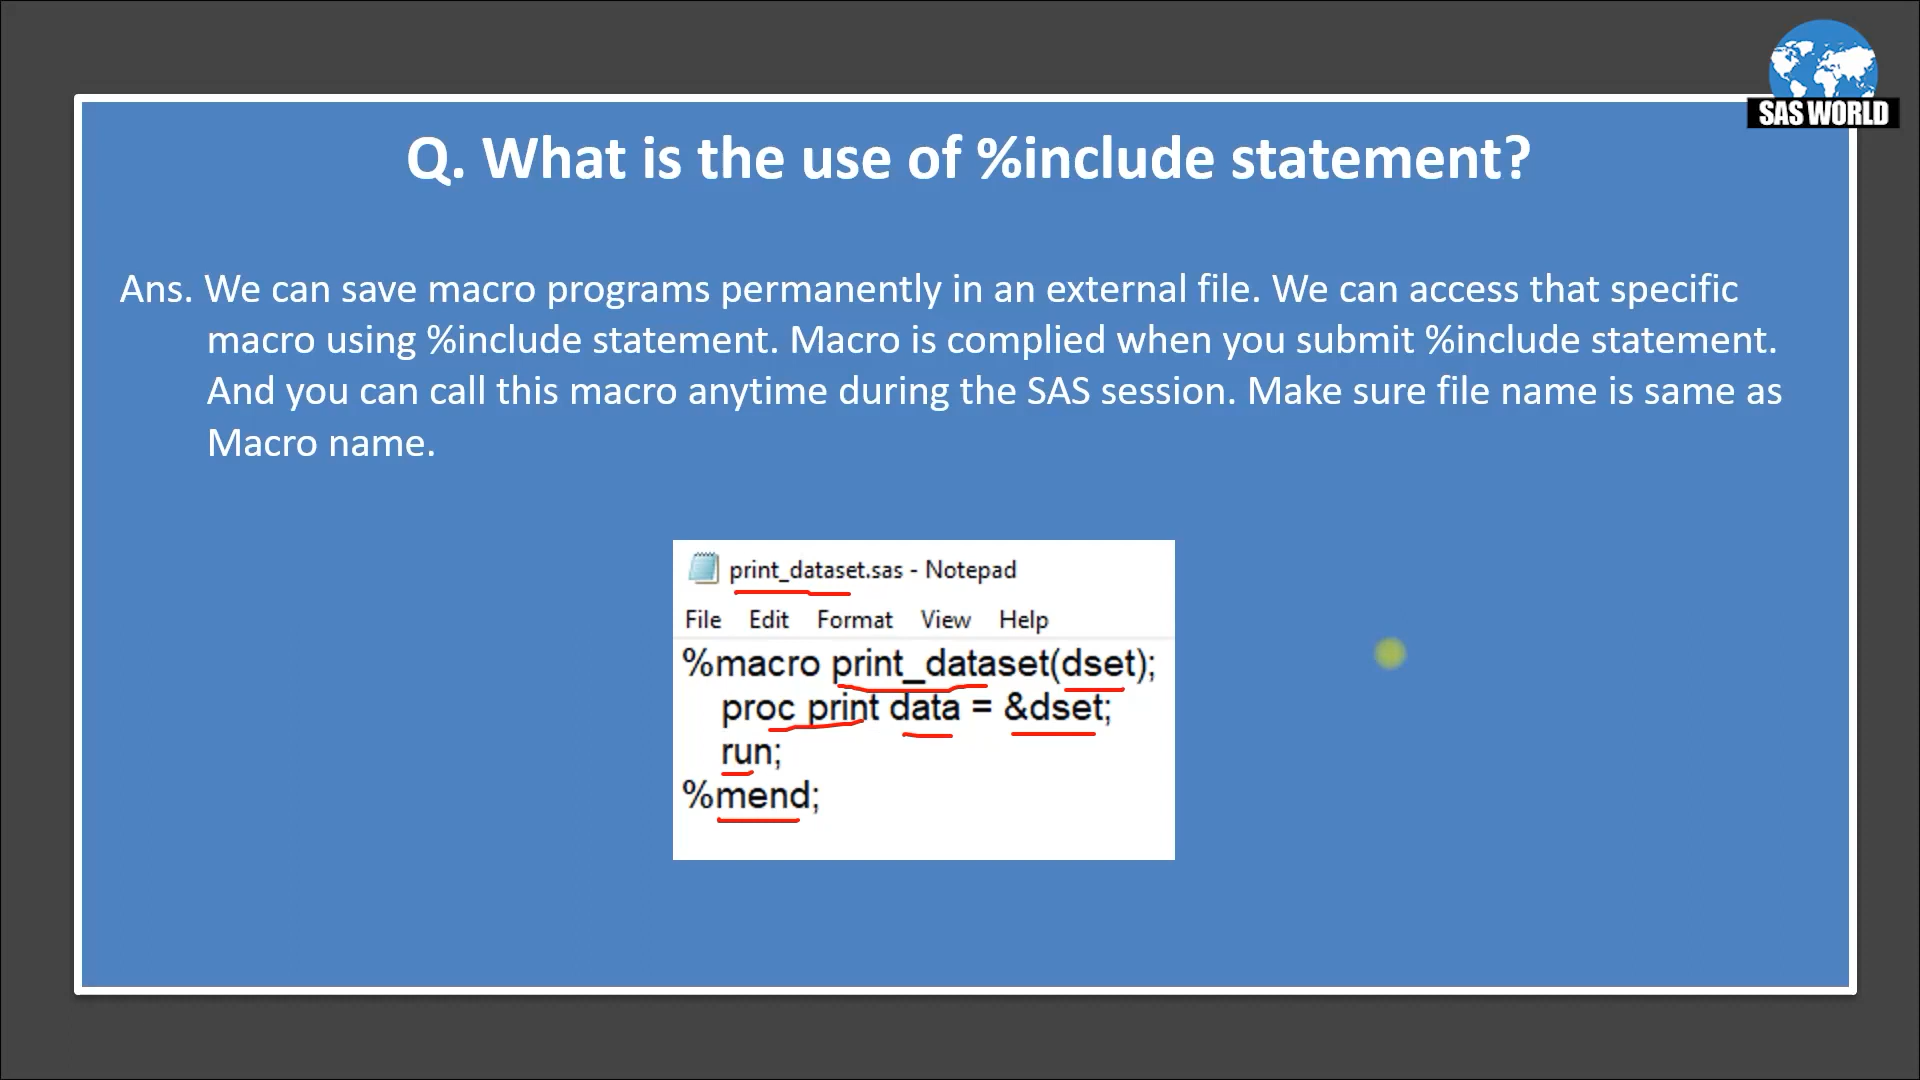 SAS WORLD
Q. What is the use of %include statement?
Ans. We can save macro programs permanently in an external file. We can access that specific
macro using %include statement. Macro is complied when you submit %include statement.
And you can call this macro anytime during the SAS session. Make sure file name is same as
Macro name.
print_dataset.sas - Notepad
File Edit Format View Help
%macro print_dataset(dset);
proc print data = &dset;
run;
%mend;